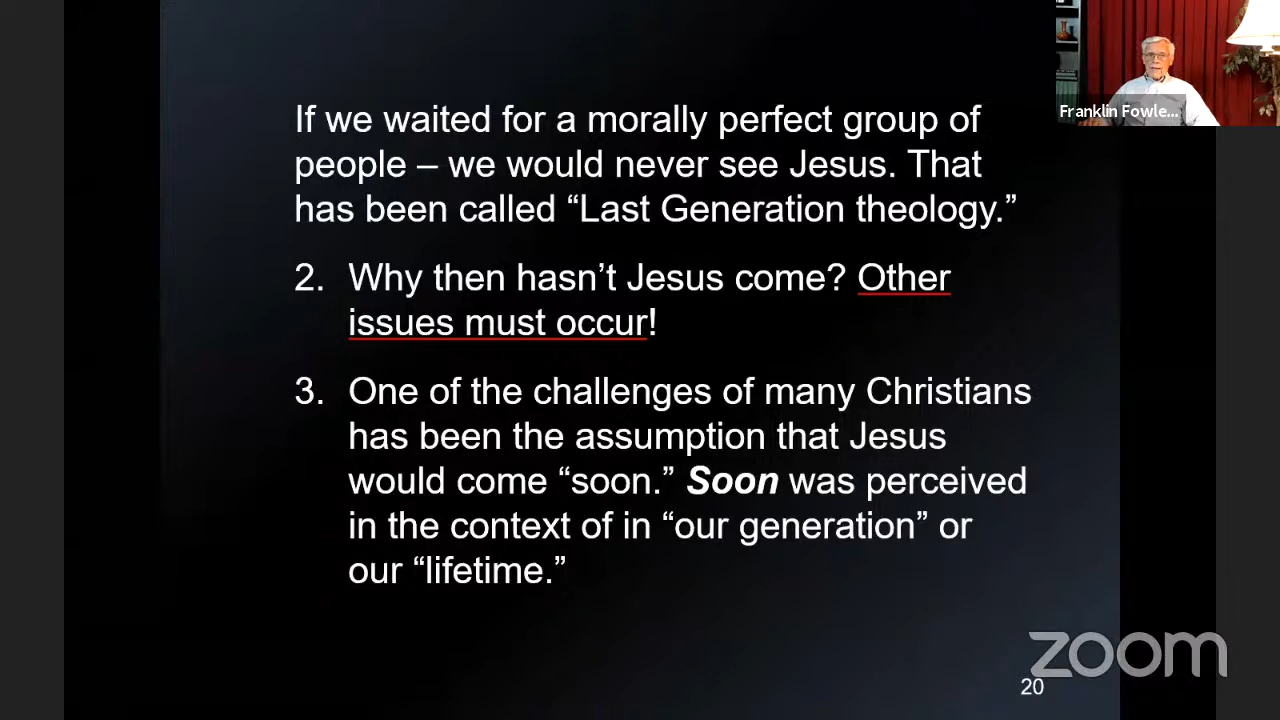 Franklin Fowle...
If we waited for a morally perfect group of
people – we would never see Jesus. That
has been called “Last Generation theology.”
2. Why then hasn’t Jesus come? Other
issues must occur!
3. One of the challenges of many Christians
has been the assumption that Jesus
would come “soon.” Soon was perceived
in the context of in “our generation” or
our “lifetime.”
zoom
20